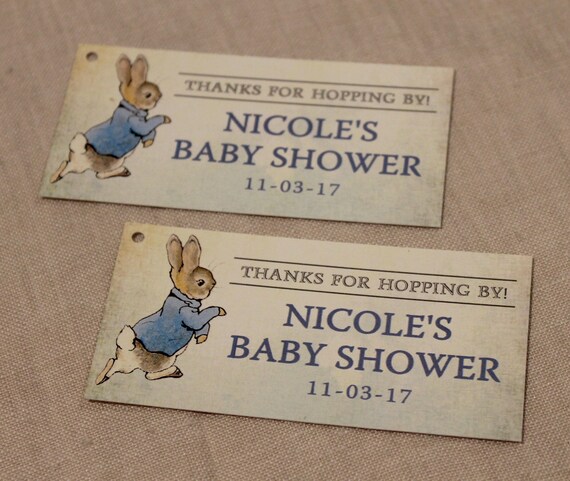 THANKS FOR HOPPING BY!
NICOLE'S
BABY SHOWER
11-03-17
THANKS FOR HOPPING BY!
NICOLE'S
BABY SHOWER
11-03-17